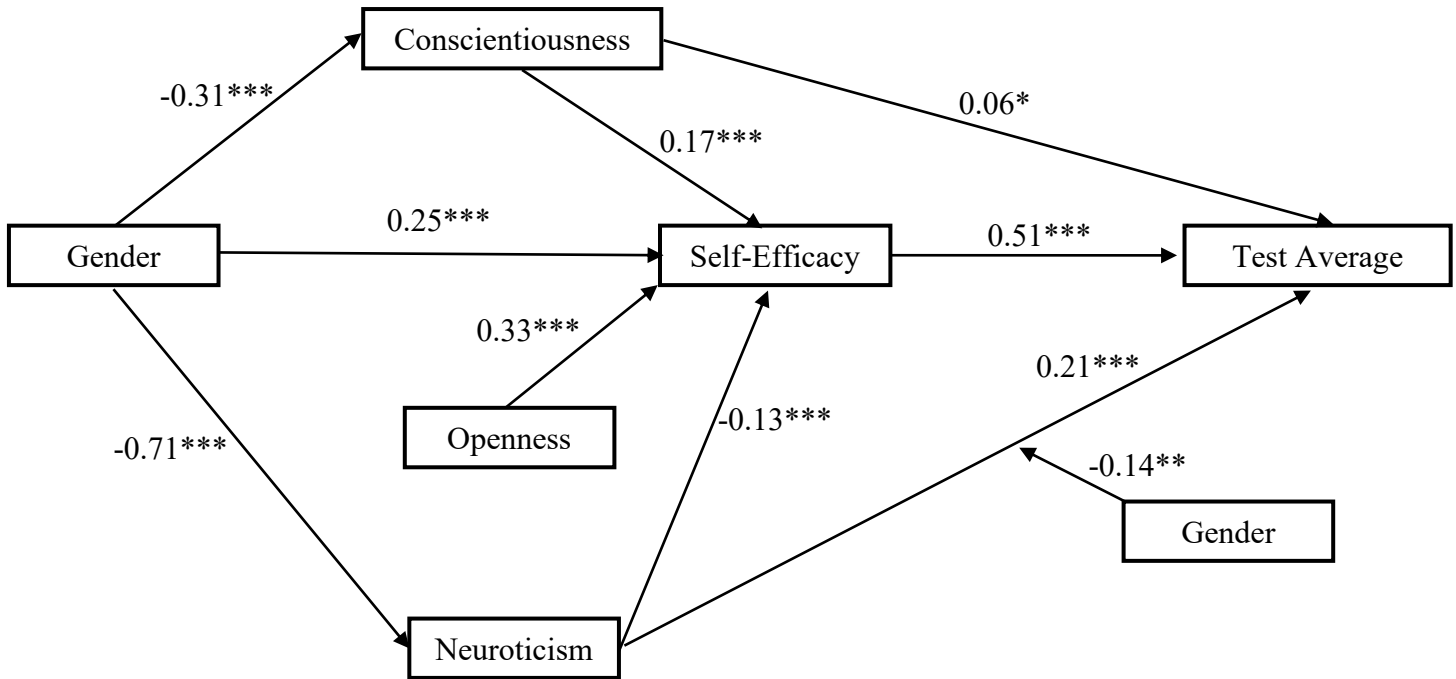 Conscientiousness
-0.31***
0.06*
0.17***
0.25***
0.51***
Gender
Self-Efficacy
Test Average
0.33***
0.21***
-0.13***
Openness
-0.71***
-0.14**
Gender
Neuroticism